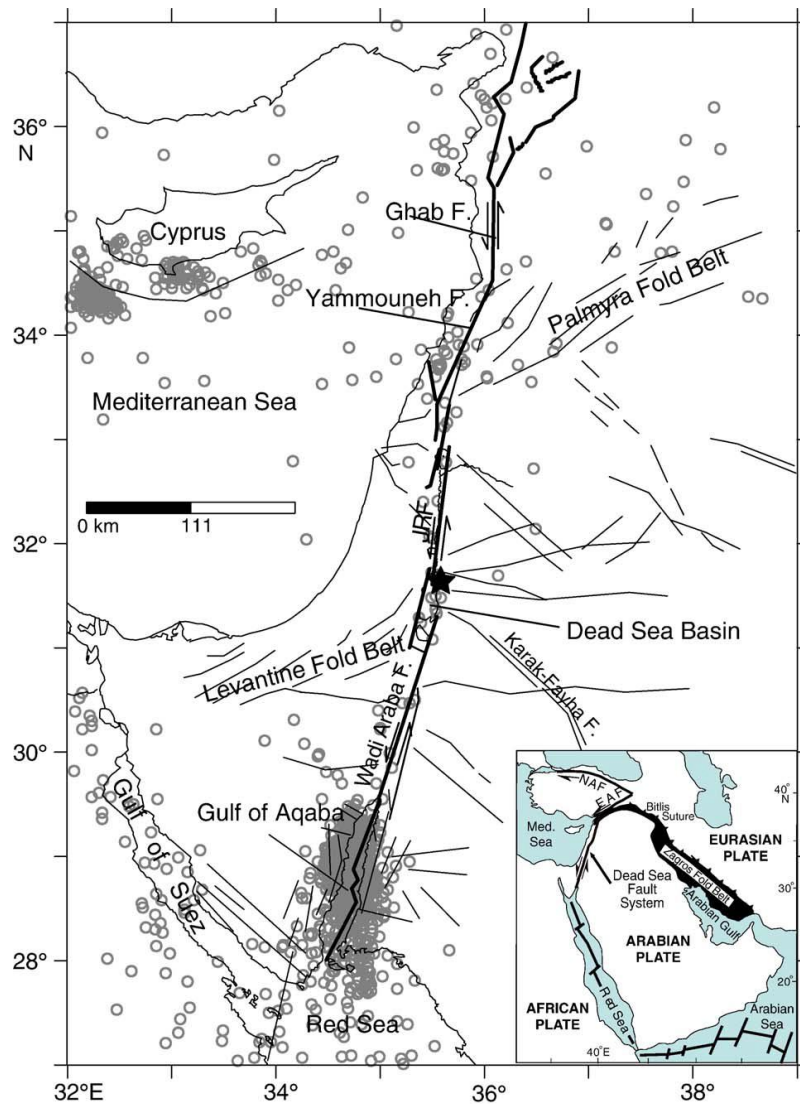 36°
N
34°
32°
30°
28°
32°E
34°
36°
38°
Cyprus
Ghab F.
Yammouneh F.
Palmyra Fold Belt
Mediterranean Sea
0 km
111
JRF
Dead Sea Basin
Levantine Fold Belt
Karak-Fayha F.
Wadi Araba F.
Gulf of Aqaba
Gulf of Suez
Red Sea
NAF
EAF
Bitlis
Suture
40°
N
Med.
Sea
EURASIAN
PLATE
Zagros Fold Belt
Dead Sea
Fault
System
30°
Arabian Gulf
ARABIAN
PLATE
20°
AFRICAN
PLATE
Red Sea
Arabian
Sea
40°E